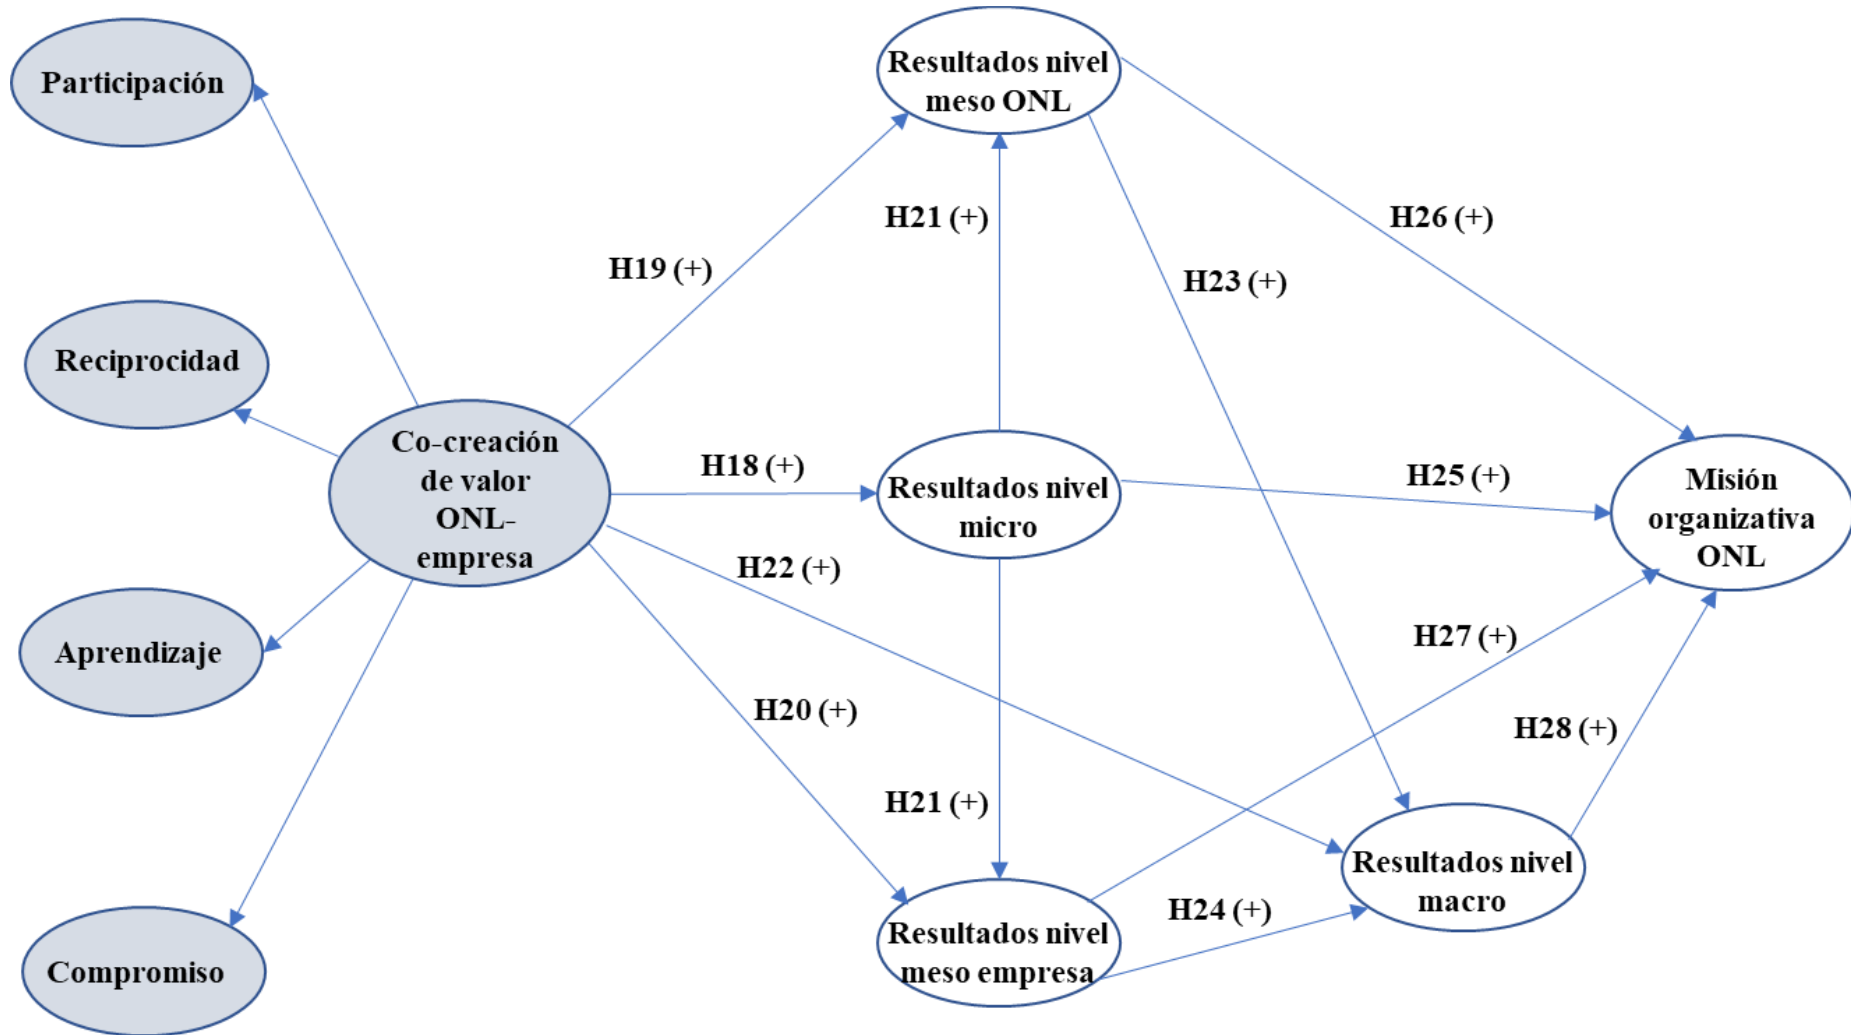 Participación
Reciprocidad
Aprendizaje
Compromiso
Co-creación
de valor
ONL-
empresa
H19 (+)
H18 (+)
H22 (+)
H20 (+)
Resultados nivel
meso ONL
H21 (+)
Resultados nivel
micro
H21 (+)
Resultados nivel
meso empresa
H23 (+)
H26 (+)
H25 (+)
H27 (+)
H24 (+)
H28 (+)
Resultados nivel
macro
Misión
organizativa
ONL